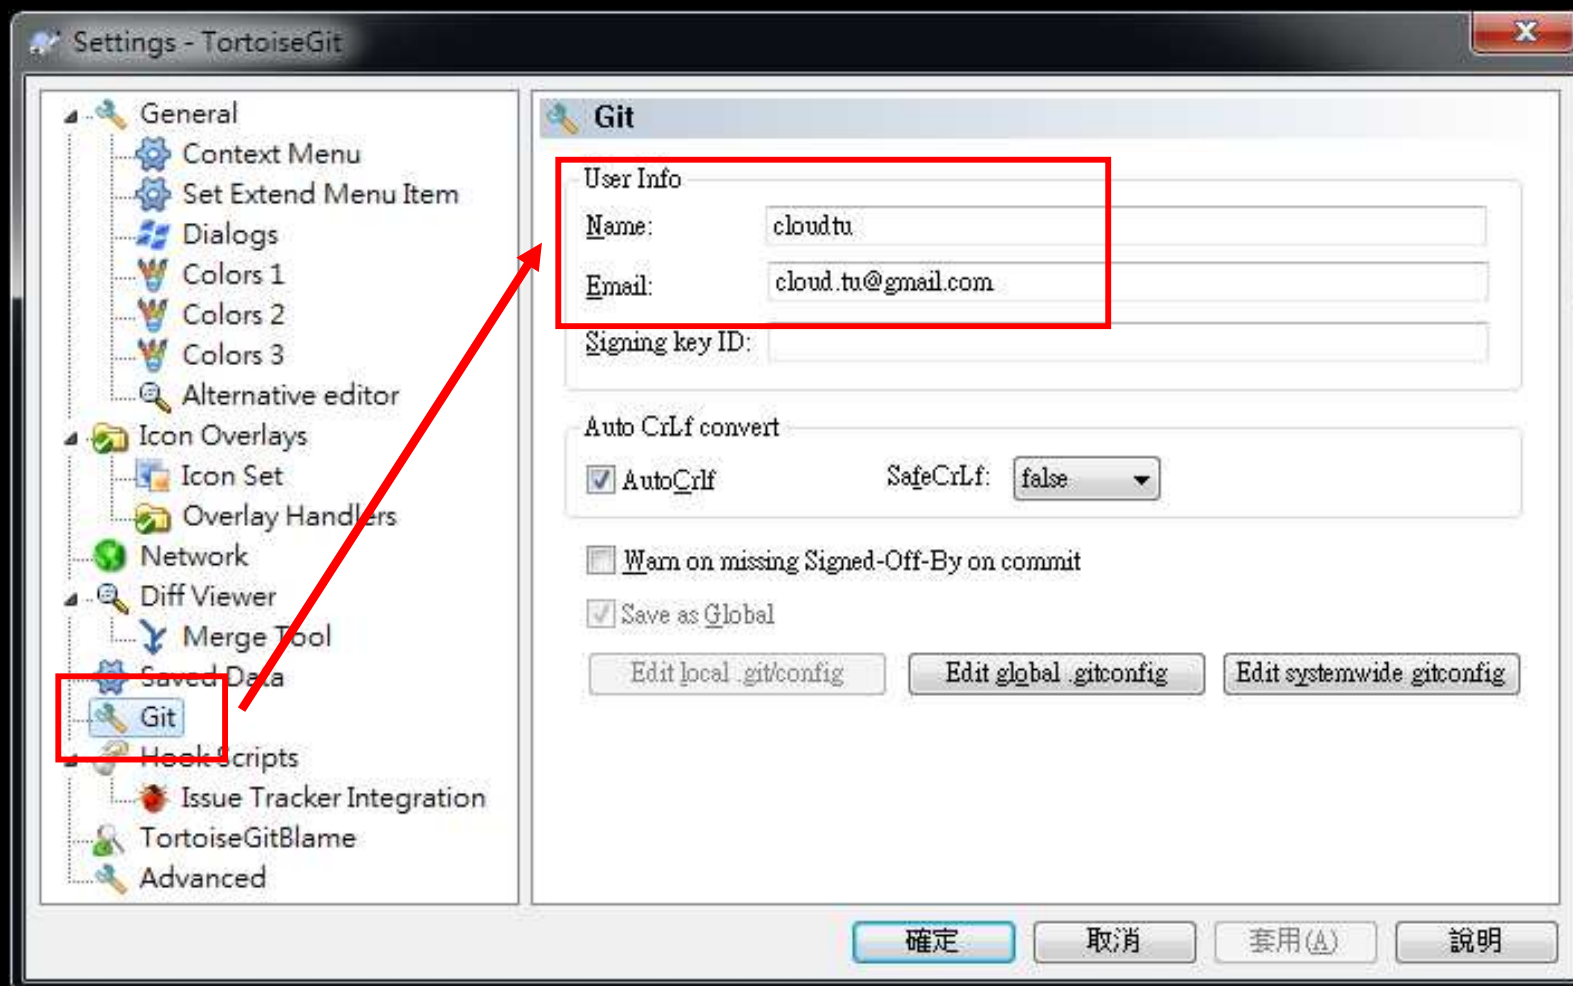 Settings - TortoiseGit
General
Context Menu
Set Extend Menu Item
Dialogs
Colors 1
Colors 2
Colors 3
Alternative editor
Icon Overlays
Icon Set
Overlay Handlers
Network
Diff Viewer
Merge Tool
Saved Data
Git
Hook Scripts
Issue Tracker Integration
TortoiseGitBlame
Advanced
Git
User Info
Name: cloudtu
Email: cloud.tu@gmail.com
Signing key ID:
Auto CrLf convert
AutoCrlf SafeCrLf: false
Warn on missing Signed-Off-By on commit
Save as Global
Edit local .git/config Edit global .gitconfig Edit systemwide gitconfig
確定 取消 套用(A) 說明